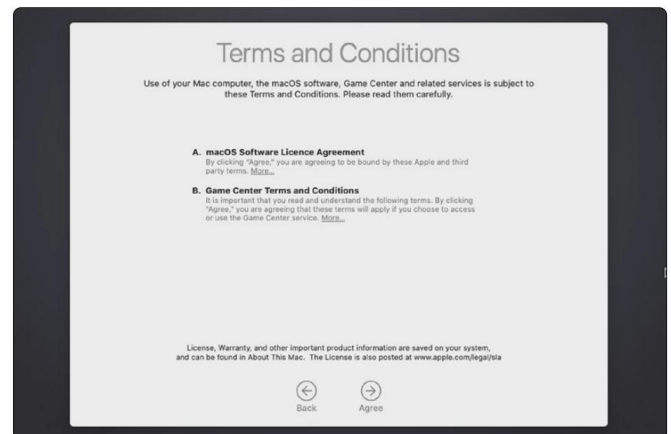 Terms and Conditions
Use of your Mac computer, the macOS software, Game Center and related services is subject to
these Terms and Conditions. Please read them carefully.
A. macOS Software Licence Agreement
By clicking "Agree," you are agreeing to be bound by these Apple and third
party terms. More...
B. Game Center Terms and Conditions
It is important that you read and understand the following terms. By clicking
"Agree," you are agreeing that these terms will apply if you choose to access
or use the Game Center service. More...
License, Warranty, and other important product information are saved on your system,
and can be found in About This Mac. The License is also posted at www.apple.com/legal/sla
Back
Agree